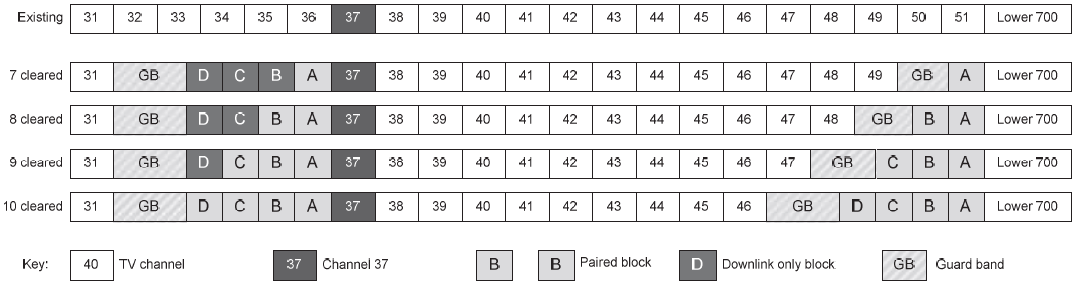 Existing 31 32 33 34 35 36 37 38 39 40 41 42 43 44 45 46 47 48 49 50 51 Lower 700
7 cleared 31 GB D C B A 37 38 39 40 41 42 43 44 45 46 47 48 49 GB A Lower 700
8 cleared 31 GB D C B A 37 38 39 40 41 42 43 44 45 46 47 48 GB B A Lower 700
9 cleared 31 GB D C B A 37 38 39 40 41 42 43 44 45 46 47 GB C B A Lower 700
10 cleared 31 GB D C B A 37 38 39 40 41 42 43 44 45 46 GB D C B A Lower 700
Key: 40 TV channel 37 Channel 37 B B Paired block D Downlink only block GB Guard band